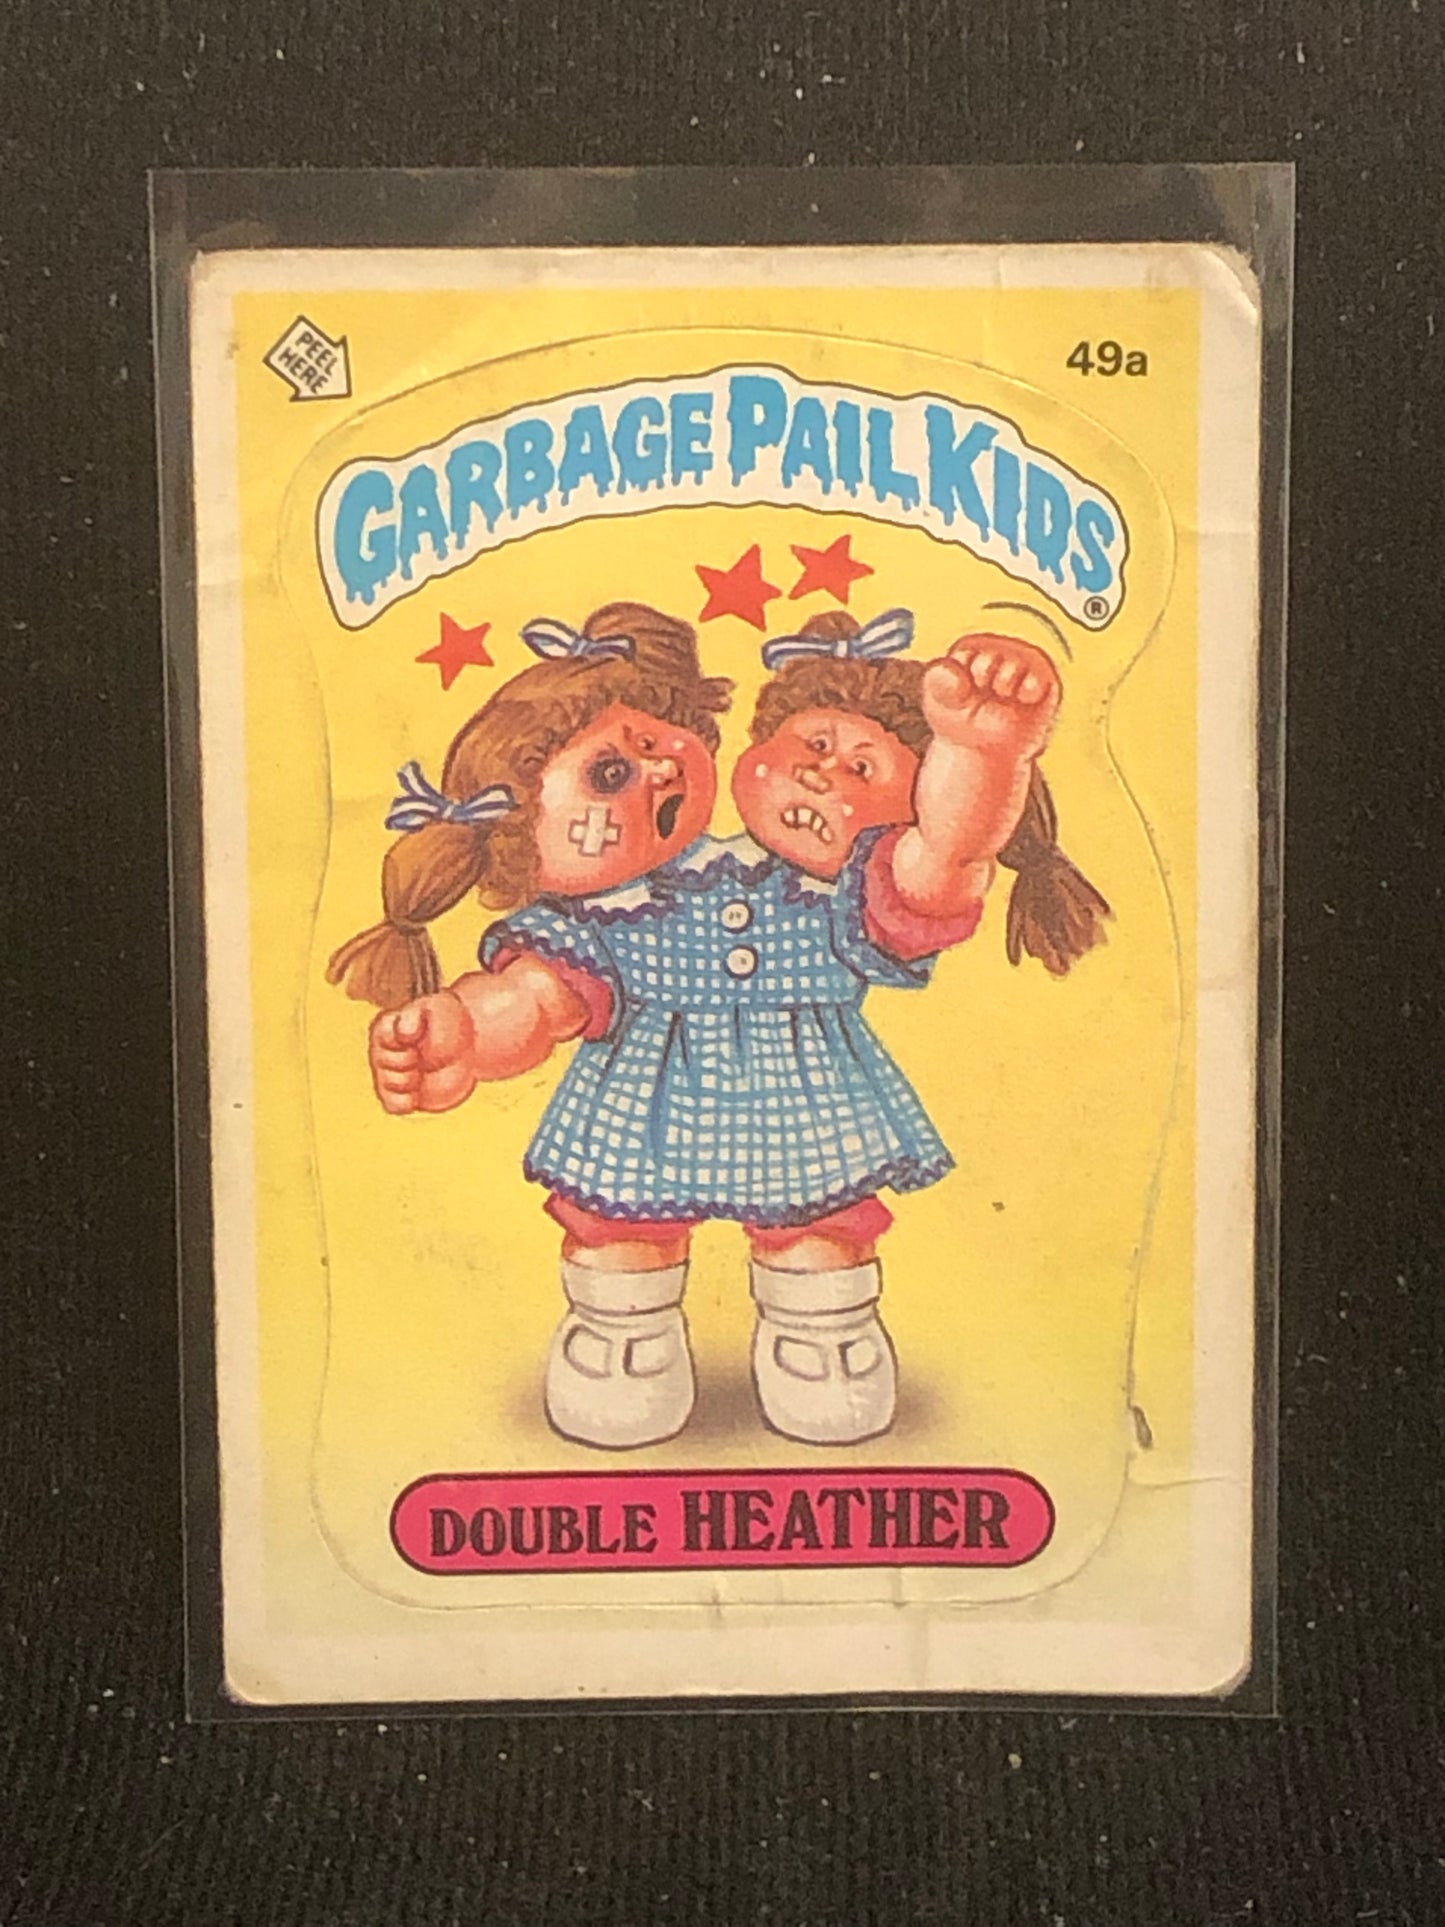 PEEL
HERE
49a
GARBAGE PAIL KIDS
®
DOUBLE HEATHER